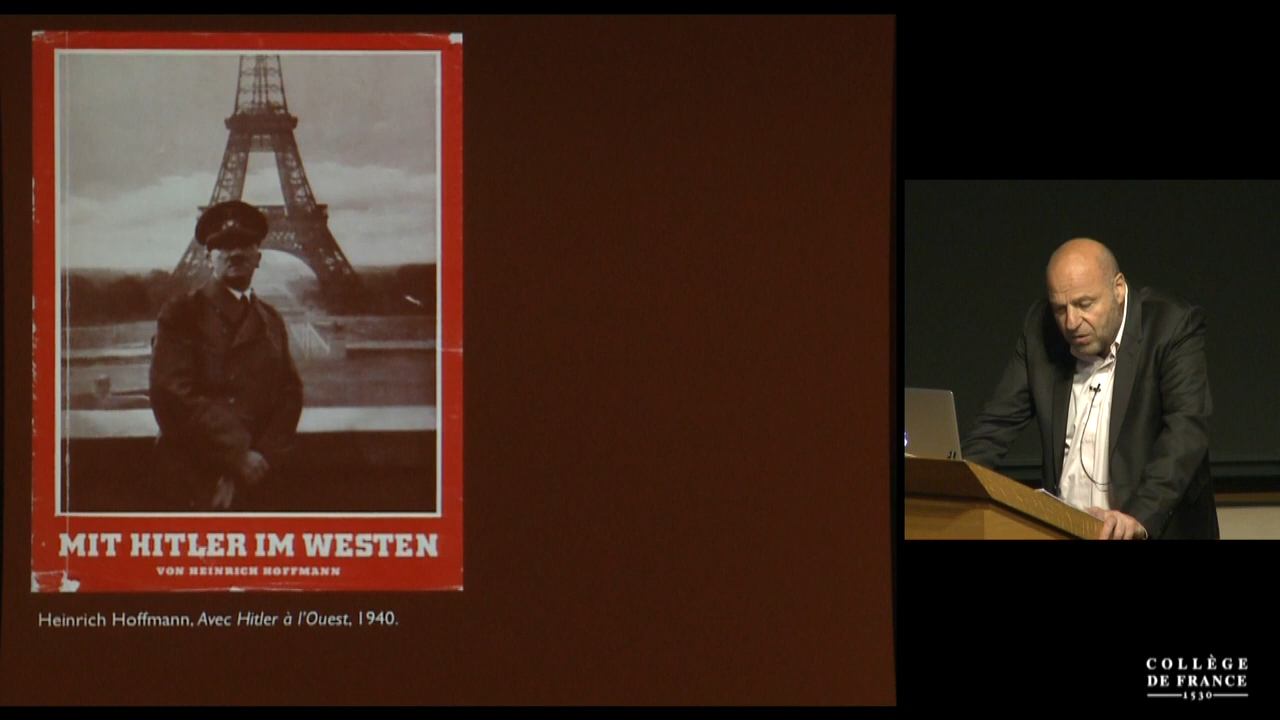 MIT HITLER IM WESTEN
VON HEINRICH HOFFMANN
Heinrich Hoffmann, Avec Hitler à l'Ouest, 1940.
COLLÈGE
DE FRANCE
1530